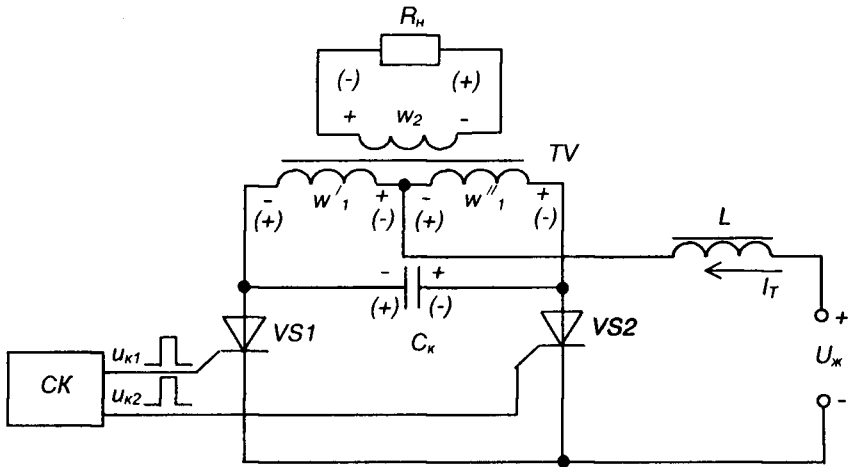 Rн
(-) (+)
+ w2 -
TV
- w'1 + - w''1 +
(+) (-) (+) (-)
L
IT
- +
(+) (-)
Cк
VS1
VS2
+
Uж
-
СК
uк1
uк2